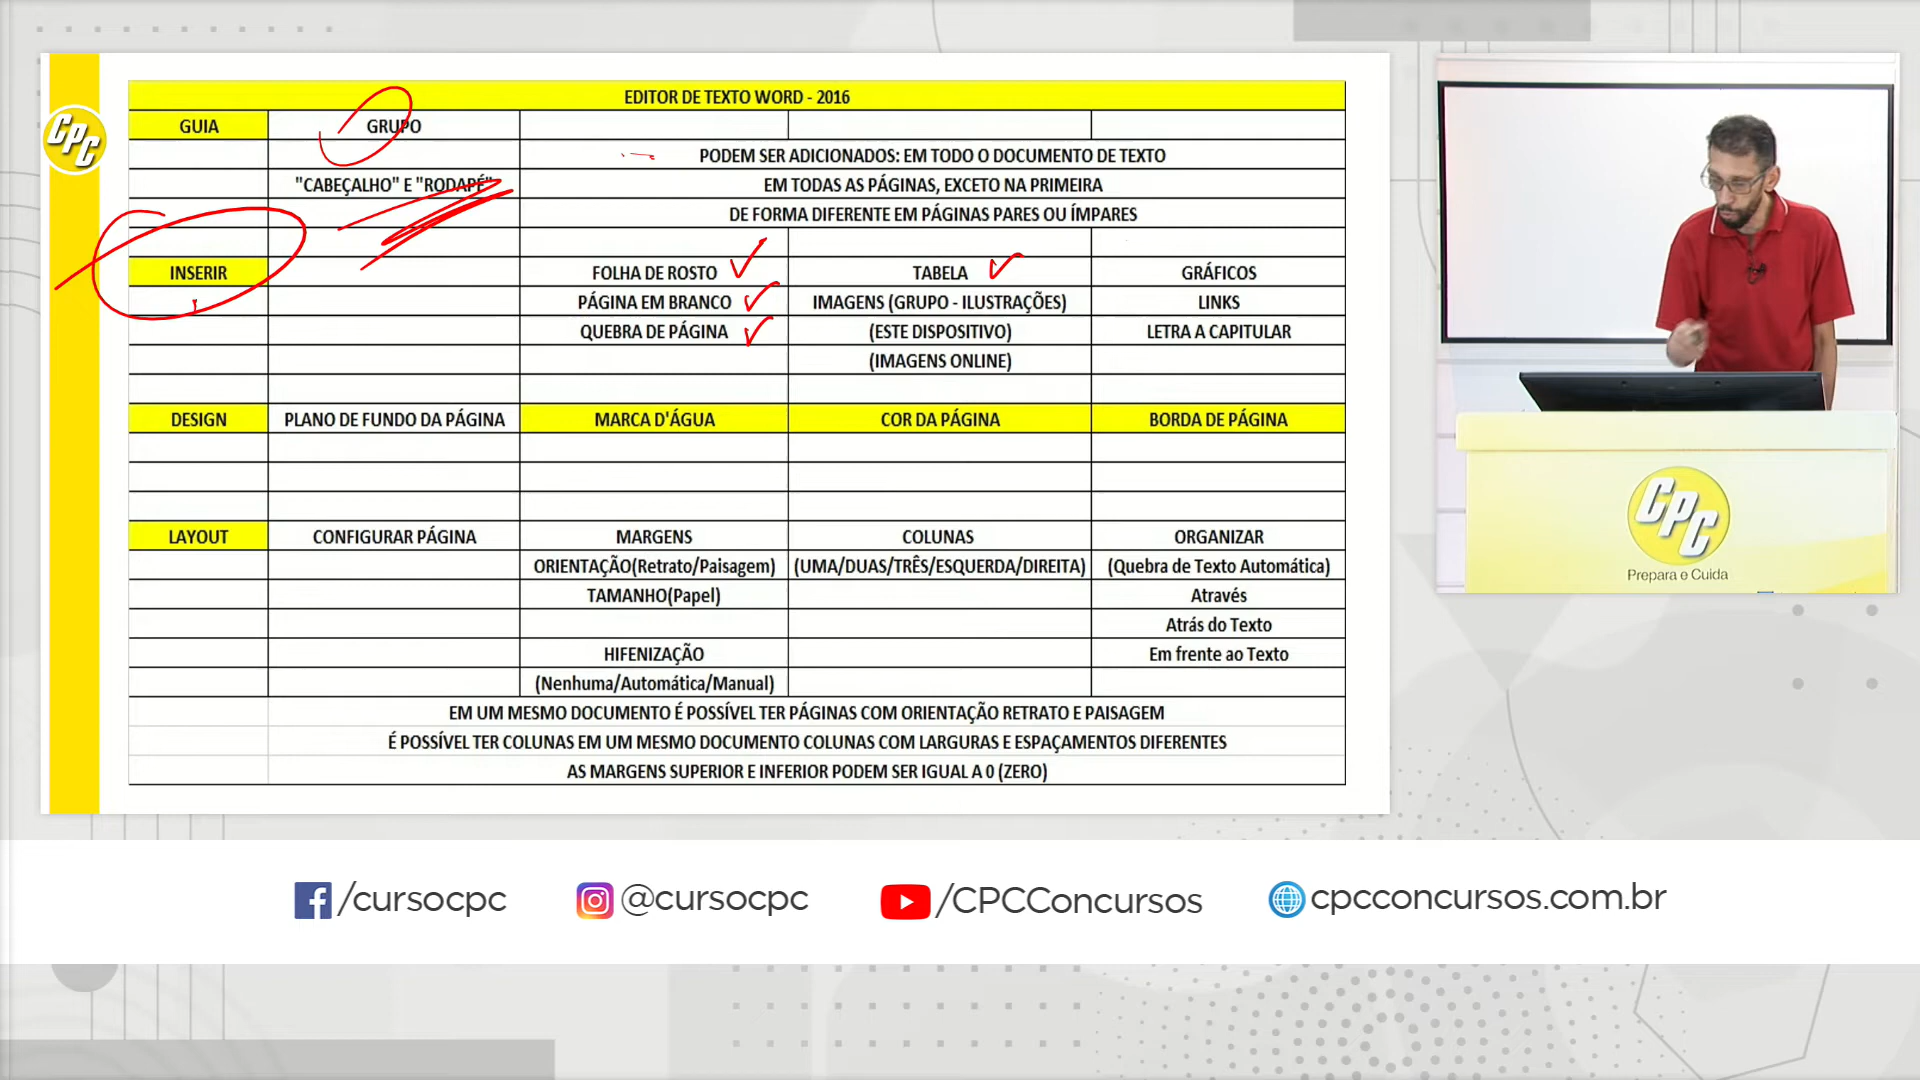 EDITOR DE TEXTO WORD - 2016
GUIA GRUPO
PODEM SER ADICIONADOS: EM TODO O DOCUMENTO DE TEXTO
"CABEÇALHO" E "RODAPÉ" EM TODAS AS PÁGINAS, EXCETO NA PRIMEIRA
DE FORMA DIFERENTE EM PÁGINAS PARES OU ÍMPARES
INSERIR FOLHA DE ROSTO TABELA GRÁFICOS
PÁGINA EM BRANCO IMAGENS (GRUPO - ILUSTRAÇÕES) LINKS
QUEBRA DE PÁGINA (ESTE DISPOSITIVO) LETRA A CAPITULAR
(IMAGENS ONLINE)
DESIGN PLANO DE FUNDO DA PÁGINA MARCA D'ÁGUA COR DA PÁGINA BORDA DE PÁGINA
LAYOUT CONFIGURAR PÁGINA MARGENS COLUNAS ORGANIZAR
ORIENTAÇÃO(Retrato/Paisagem) (UMA/DUAS/TRÊS/ESQUERDA/DIREITA) (Quebra de Texto Automática)
TAMANHO(Papel) Através
Atrás do Texto
HIFENIZAÇÃO Em frente ao Texto
(Nenhuma/Automática/Manual)
EM UM MESMO DOCUMENTO É POSSÍVEL TER PÁGINAS COM ORIENTAÇÃO RETRATO E PAISAGEM
É POSSÍVEL TER COLUNAS EM UM MESMO DOCUMENTO COLUNAS COM LARGURAS E ESPAÇAMENTOS DIFERENTES
AS MARGENS SUPERIOR E INFERIOR PODEM SER IGUAL A 0 (ZERO)
CPC
CPC
Prepara e Cuida
/cursocpc @cursocpc /CPCConcursos cpcconcursos.com.br